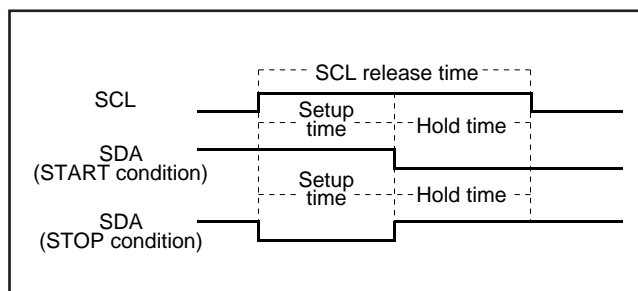 SCL release time
SCL
Setup
time
Hold time
SDA
(START condition)
Setup
time
Hold time
SDA
(STOP condition)